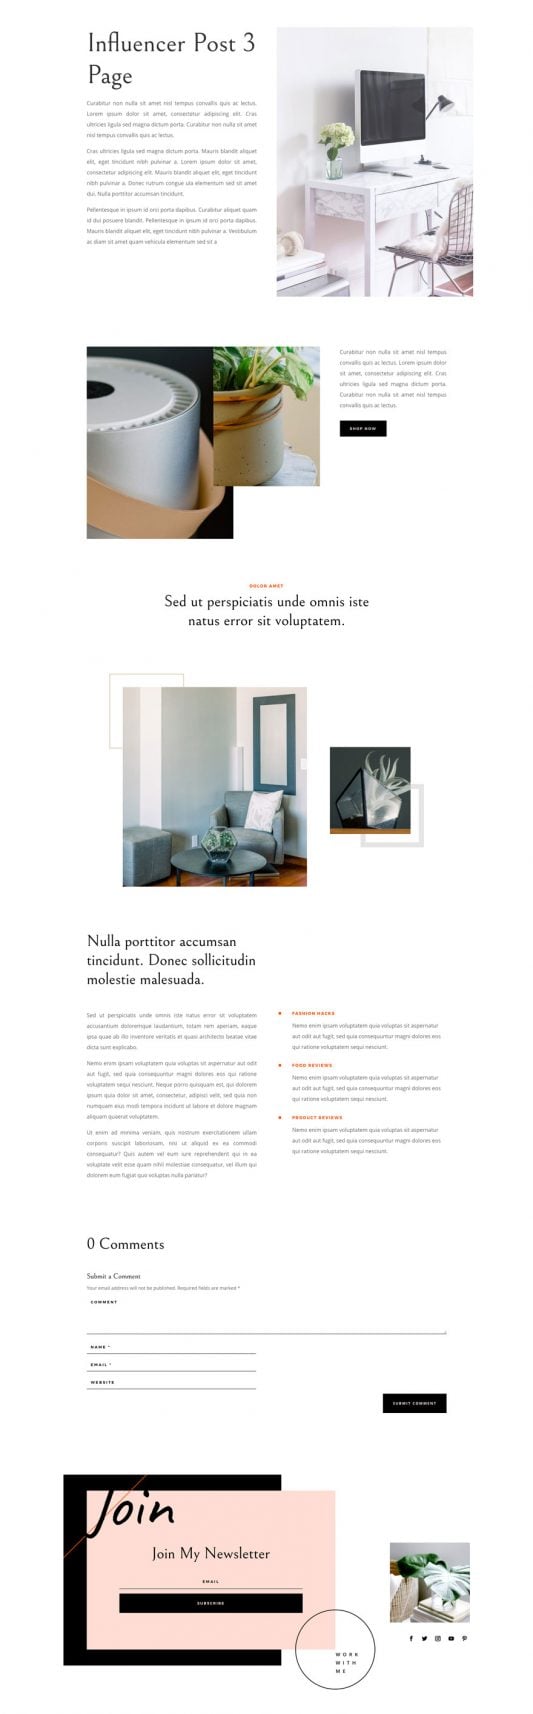 Influencer Post 3
Page
Curabitur non nulla sit amet nisl tempus convallis quis ac lectus.
Lorem ipsum dolor sit amet, consectetur adipiscing elit. Cras
ultricies ligula sed magna dictum porta. Curabitur non nulla sit amet
nisl tempus convallis quis ac lectus.
Cras ultricies ligula sed magna dictum porta. Mauris blandit aliquet
elit, eget tincidunt nibh pulvinar a. Lorem ipsum dolor sit amet,
consectetur adipiscing elit. Mauris blandit aliquet elit, eget tincidunt
nibh pulvinar a. Donec rutrum congue ula elementum sed sit amet
dui. Nulla porttitor accumsan tincidunt.
Pellentesque in ipsum id orci porta dapibus. Curabitur aliquet quam
id dui posuere blandit. Pellentesque in ipsum id orci porta dapibus.
Mauris blandit aliquet elit, eget tincidunt nibh pulvinar a. Vestibulum
ac diam sit amet quam vehicula elementum sed sit a
Curabitur non nulla sit amet nisl tempus
convallis quis ac lectus. Lorem ipsum dolor
sit amet, consectetur adipiscing elit. Cras
ultricies ligula sed magna dictum porta.
Curabitur non nulla sit amet nisl tempus
convallis quis ac lectus.
SHOP NOW
DOLOR AMET
Sed ut perspiciatis unde omnis iste
natus error sit voluptatem.
Nulla porttitor accumsan
tincidunt. Donec sollicitudin
molestie malesuada.
Sed ut perspiciatis unde omnis iste natus error sit voluptatem
accusantium doloremque laudantium, totam rem aperiam, eaque
ipsa quae ab illo inventore veritatis et quasi architecto beatae vitae
dicta sunt explicabo.
Nemo enim ipsam voluptatem quia voluptas sit aspernatur aut odit
aut fugit, sed quia consequuntur magni dolores eos qui ratione
voluptatem sequi nesciunt. Neque porro quisquam est, qui dolorem
ipsum quia dolor sit amet, consectetur, adipisci velit, sed quia non
numquam eius modi tempora incidunt ut labore et dolore magnam
aliquam quaerat voluptatem.
Ut enim ad minima veniam, quis nostrum exercitationem ullam
corporis suscipit laboriosam, nisi ut aliquid ex ea commodi
consequatur? Quis autem vel eum iure reprehenderit qui in ea
voluptate velit esse quam nihil molestiae consequatur, vel illum qui
dolorem eum fugiat quo voluptas nulla pariatur?
FASHION HACKS
Nemo enim ipsam voluptatem quia voluptas sit aspernatur
aut odit aut fugit, sed quia consequuntur magni dolores eos
qui ratione voluptatem sequi nesciunt.
FOOD REVIEWS
Nemo enim ipsam voluptatem quia voluptas sit aspernatur
aut odit aut fugit, sed quia consequuntur magni dolores eos
qui ratione voluptatem sequi nesciunt.
PRODUCT REVIEWS
Nemo enim ipsam voluptatem quia voluptas sit aspernatur
aut odit aut fugit, sed quia consequuntur magni dolores eos
qui ratione voluptatem sequi nesciunt.
0 Comments
Submit a Comment
Your email address will not be published. Required fields are marked *
COMMENT
NAME *
EMAIL *
WEBSITE
SUBMIT COMMENT
Join
Join My Newsletter
EMAIL
SUBSCRIBE
WORK
WITH
ME